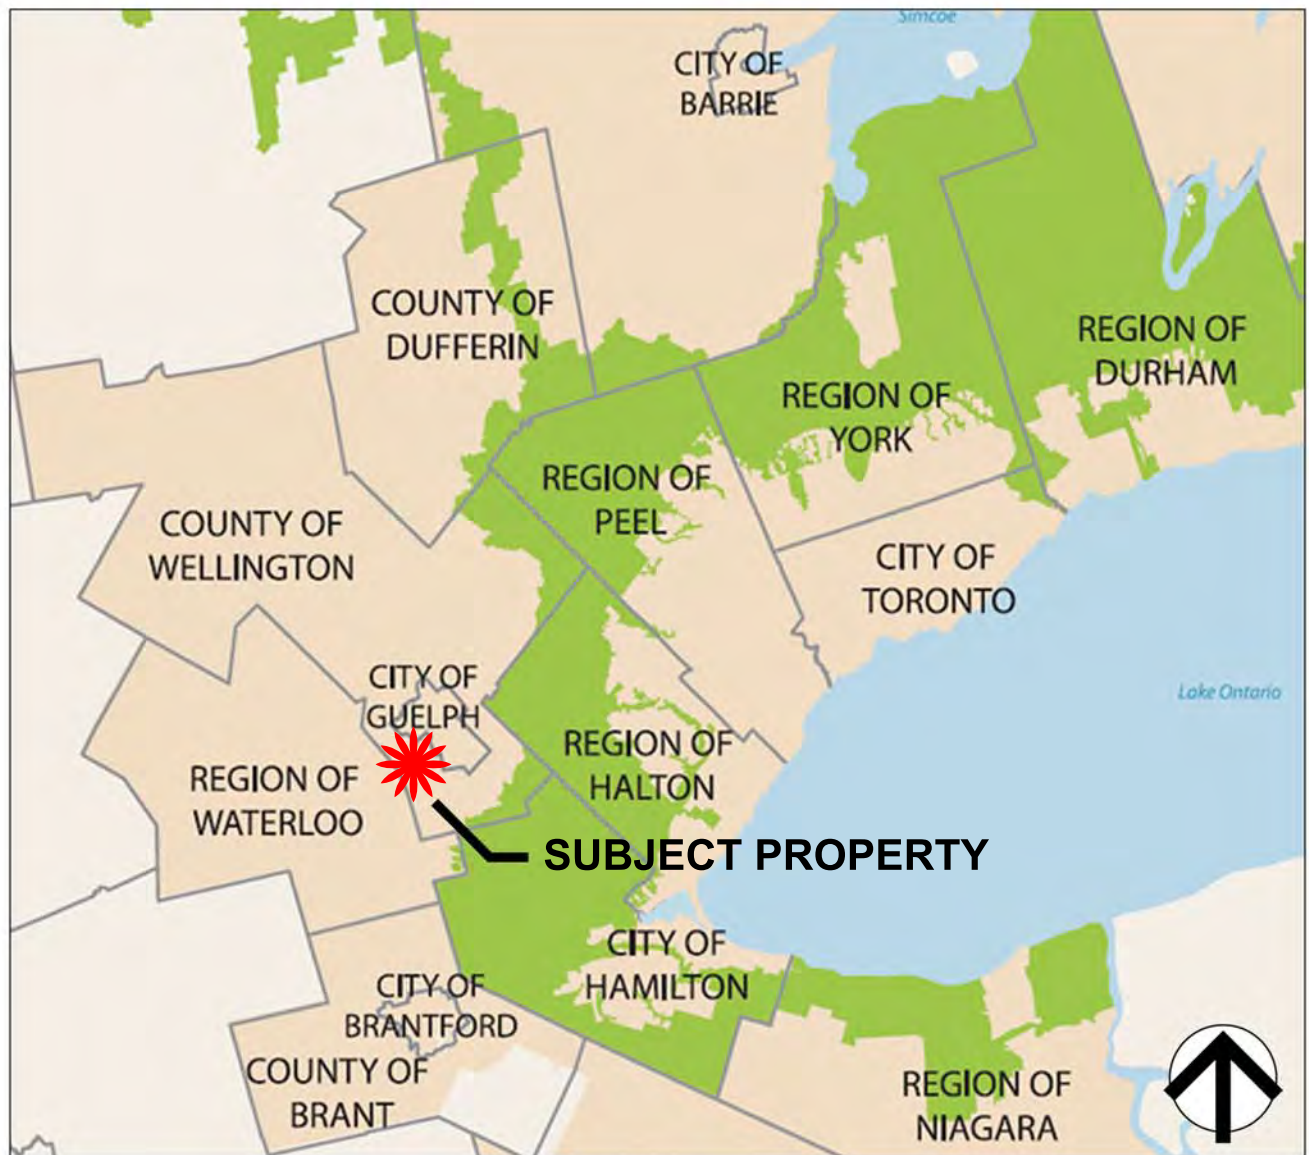 Simcoe
CITY OF
BARRIE
COUNTY OF
DUFFERIN
REGION OF
DURHAM
REGION OF
YORK
REGION OF
PEEL
COUNTY OF
WELLINGTON
CITY OF
TORONTO
CITY OF
GUELPH
Lake Ontario
REGION OF
HALTON
REGION OF
WATERLOO
SUBJECT PROPERTY
CITY OF
HAMILTON
CITY OF
BRANTFORD
COUNTY OF
BRANT
REGION OF
NIAGARA